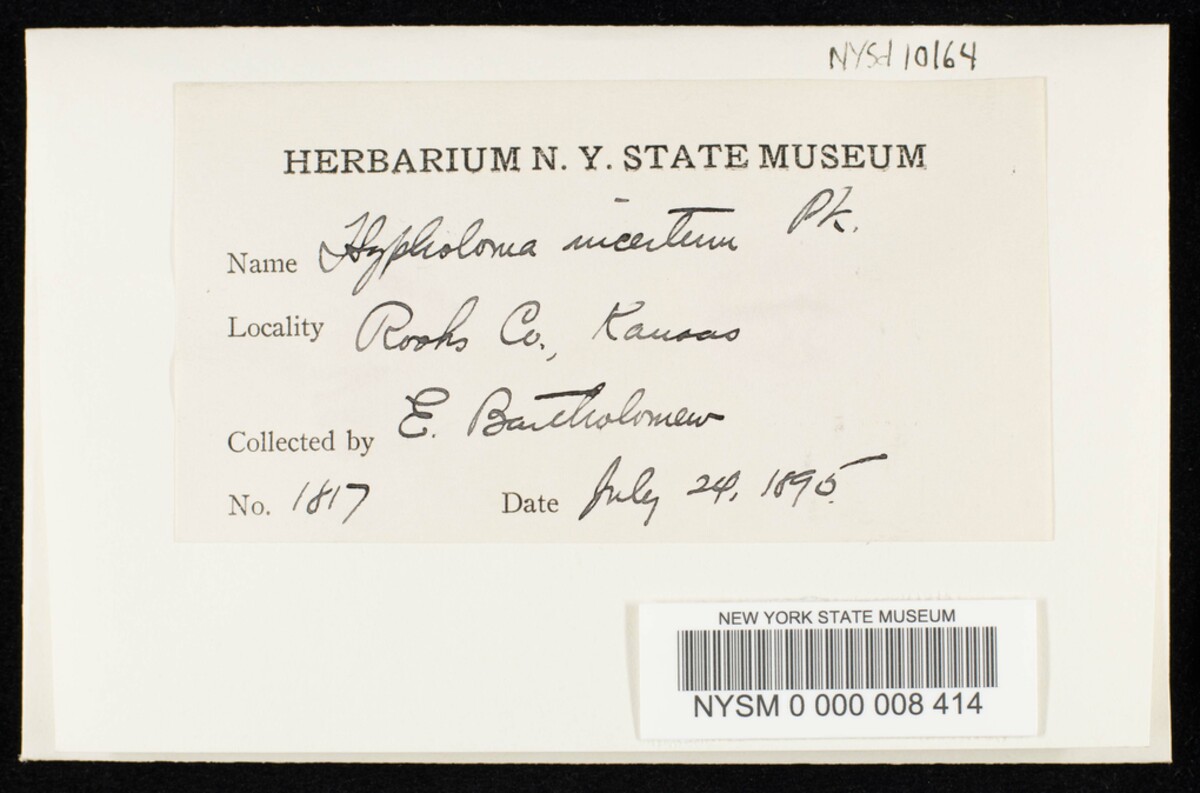 NYSd 10164
HERBARIUM N. Y. STATE MUSEUM
Name Hypholoma incertum Pk.
Locality Rooks Co., Kansas
Collected by E. Bartholomew
No. 1817 Date July 24, 1895
NEW YORK STATE MUSEUM
NYSM 0 000 008 414